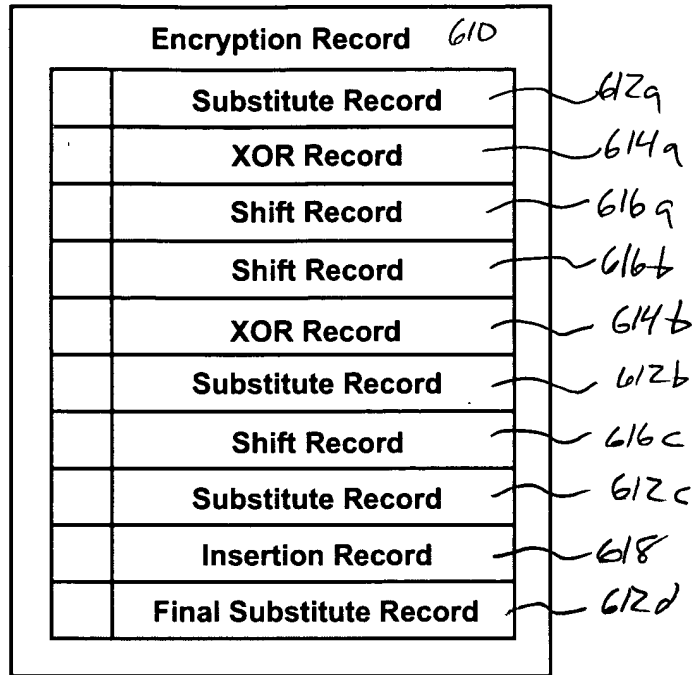 Encryption Record 610
Substitute Record 612a
XOR Record 614a
Shift Record 616a
Shift Record 616b
XOR Record 614b
Substitute Record 612b
Shift Record 616c
Substitute Record 612c
Insertion Record 618
Final Substitute Record 612d